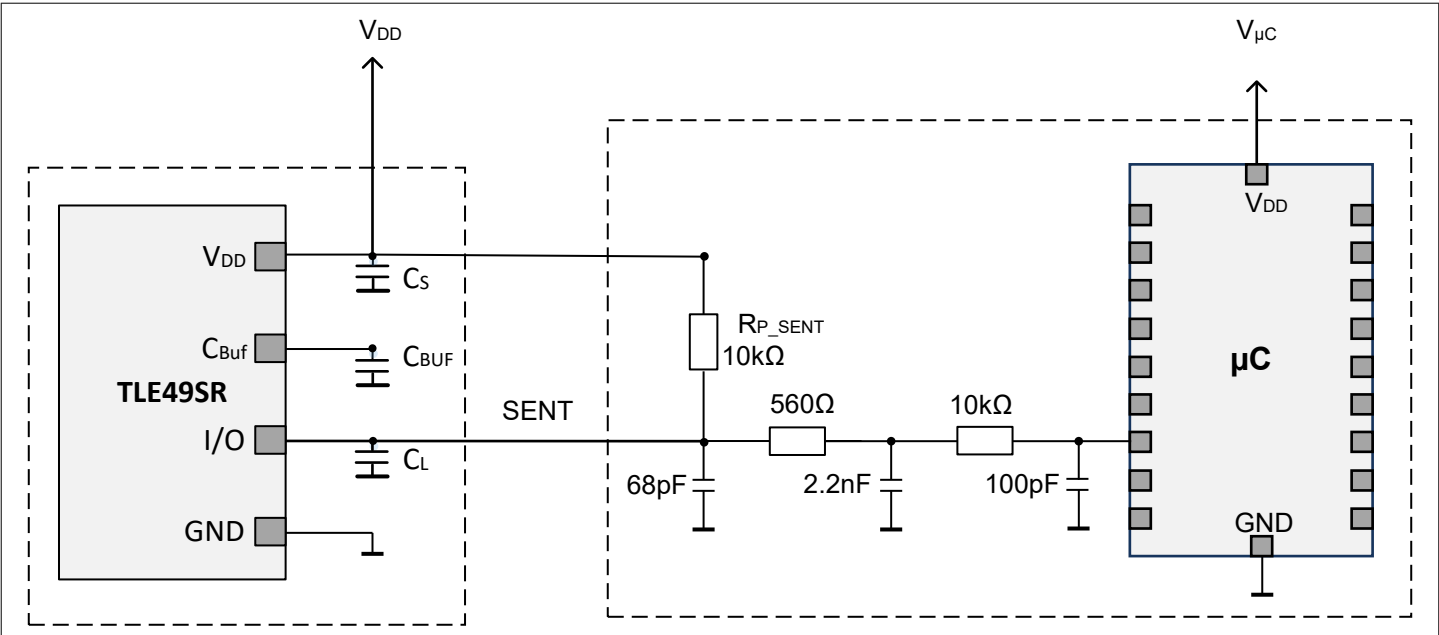 VDD
VµC
VDD
CS
CBuf
CBUF
TLE49SR
I/O
CL
GND
SENT
RP_SENT
10kΩ
560Ω
10kΩ
68pF
2.2nF
100pF
VDD
µC
GND